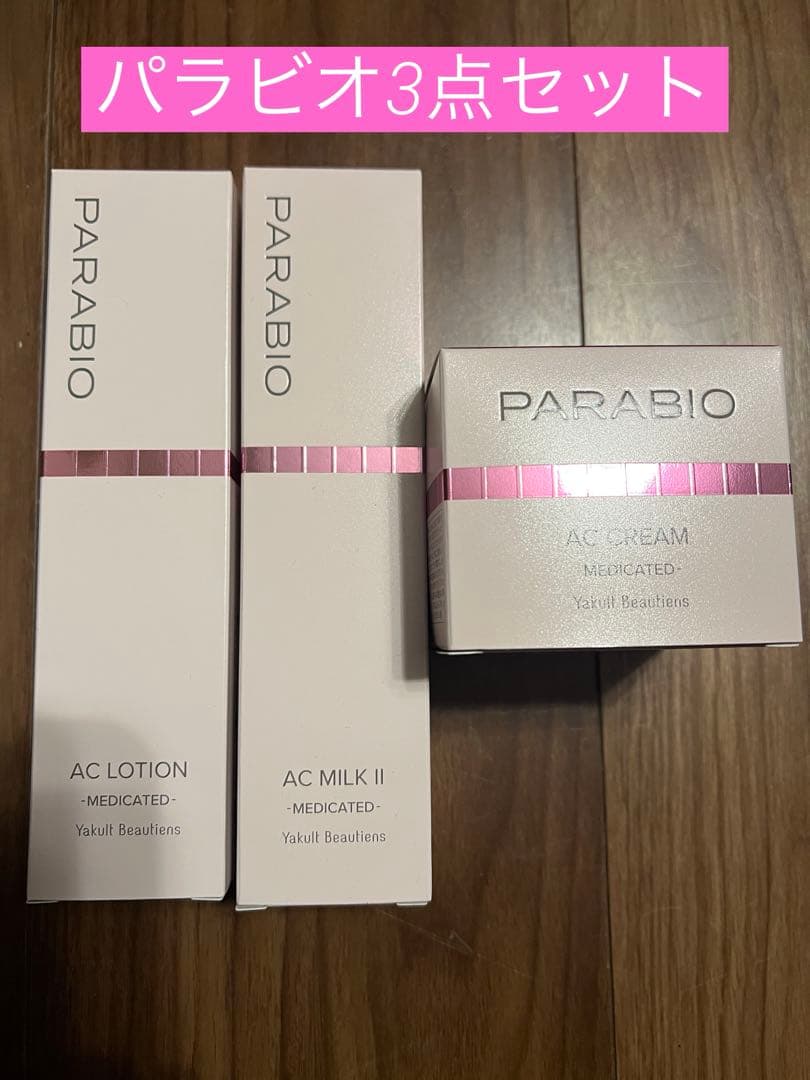 パラビオ3点セット
PARABIO
AC LOTION
-MEDICATED-
Yakult Beautiens
PARABIO
AC MILK II
-MEDICATED-
Yakult Beautiens
PARABIO
AC CREAM
MEDICATED-
Yakult Beautiens